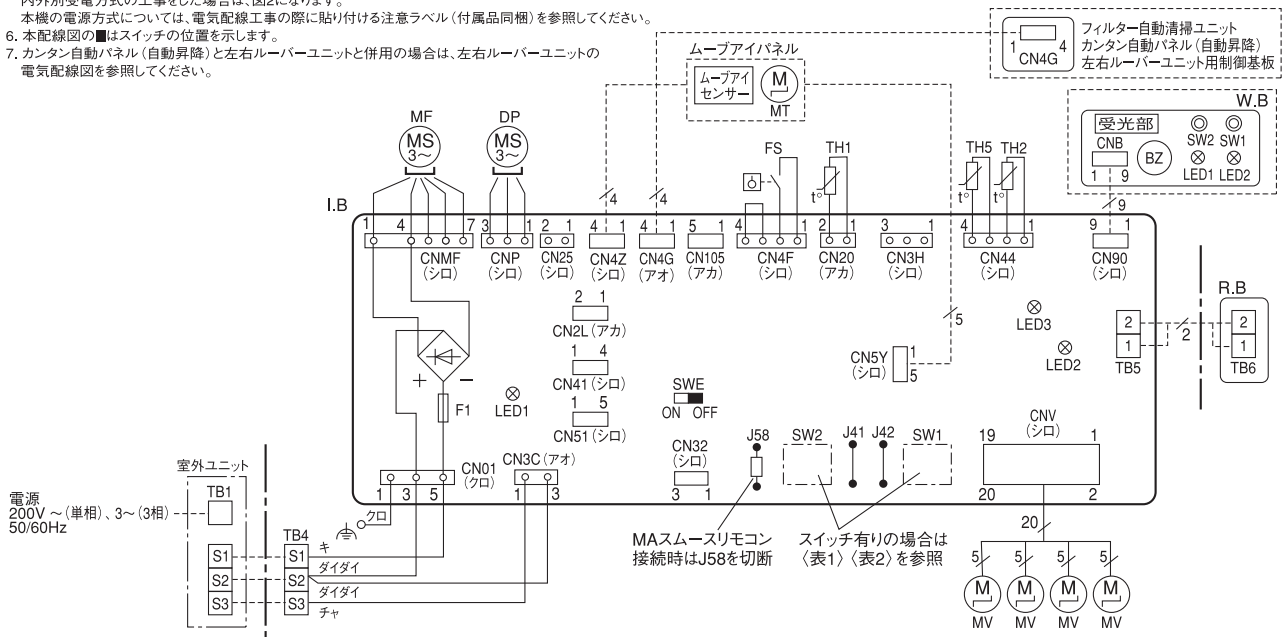 内外別受電方式の工事をした場合は、図2になります。
本機の電源方式については、電気配線工事の際に貼り付ける注意ラベル(付属品同梱)を参照してください。
6. 本配線図の■はスイッチの位置を示します。
7. カンタン自動パネル(自動昇降)と左右ルーバーユニットと併用の場合は、左右ルーバーユニットの
電気配線図を参照してください。
フィルター自動清掃ユニット
カンタン自動パネル(自動昇降)
左右ルーバーユニット用制御基板
1 4
CN4G
ムーブアイパネル
ムーブアイ
センサー
M
MT
W.B
受光部
CNB
1 9
BZ
SW2 SW1
LED1 LED2
MF
MS
3~
DP
MS
3~
FS
TH1
t°
TH5 TH2
t° t°
4
4
9
I.B
1 4 7
CNMF
(シロ)
3 1
CNP
(シロ)
2 1
CN25
(シロ)
4 1
CN4Z
(シロ)
4 1
CN4G
(アオ)
5 1
CN105
(アカ)
4 1
CN4F
(シロ)
2 1
CN20
(アカ)
3 1
CN3H
(シロ)
4 1
CN44
(シロ)
9 1
CN90
(シロ)
R.B
2 1
CN2L(アカ)
1 4
CN41(シロ)
1 5
CN51(シロ)
+ −
F1
LED1
SWE
ON OFF
5
CN5Y
(シロ)
1
5
LED3
LED2
2
1
TB5
2
2
1
TB6
CN01
(クロ)
1 3 5
CN3C(アオ)
1 3
CN32
(シロ)
3 1
J58
SW2
J41
J42
SW1
CNV
(シロ)
19 1
20 2
室外ユニット
TB1
電源
200V ~(単相)、3~(3相)
50/60Hz
クロ
TB4
S1 S1 キ
ダイダイ
S2 S2
ダイダイ
S3 S3
チャ
MAスムースリモコン
接続時はJ58を切断
スイッチ有りの場合は
〈表1〉〈表2〉を参照
20
5 5 5 5
M M M M
MV MV MV MV